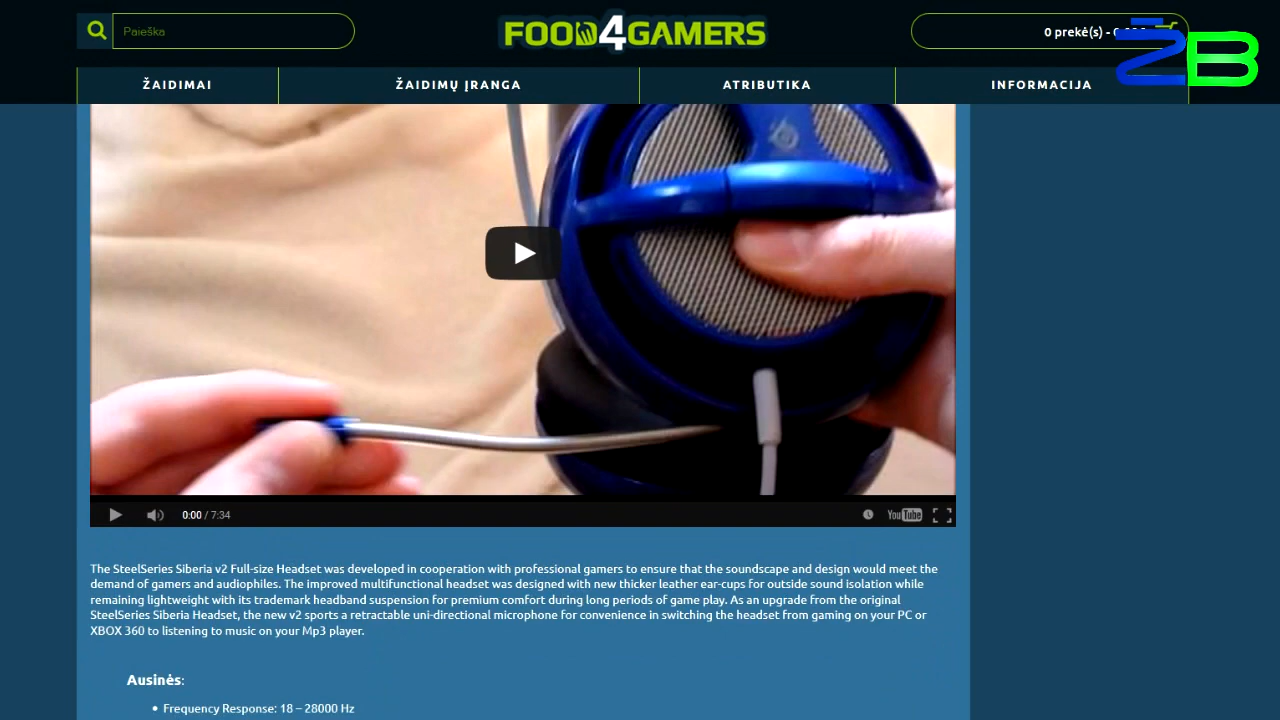 Paieška
FOOD4GAMERS
0 prekė(s) -
ŽB
ŽAIDIMAI
ŽAIDIMŲ ĮRANGA
ATRIBUTIKA
INFORMACIJA
0:00 / 7:34
YouTube
The SteelSeries Siberia v2 Full-size Headset was developed in cooperation with professional gamers to ensure that the soundscape and design would meet the
demand of gamers and audiophiles. The improved multifunctional headset was designed with new thicker leather ear-cups for outside sound isolation while
remaining lightweight with its trademark headband suspension for premium comfort during long periods of game play. As an upgrade from the original
SteelSeries Siberia Headset, the new v2 sports a retractable uni-directional microphone for convenience in switching the headset from gaming on your PC or
XBOX 360 to listening to music on your Mp3 player.
Ausinės:
• Frequency Response: 18 – 28000 Hz